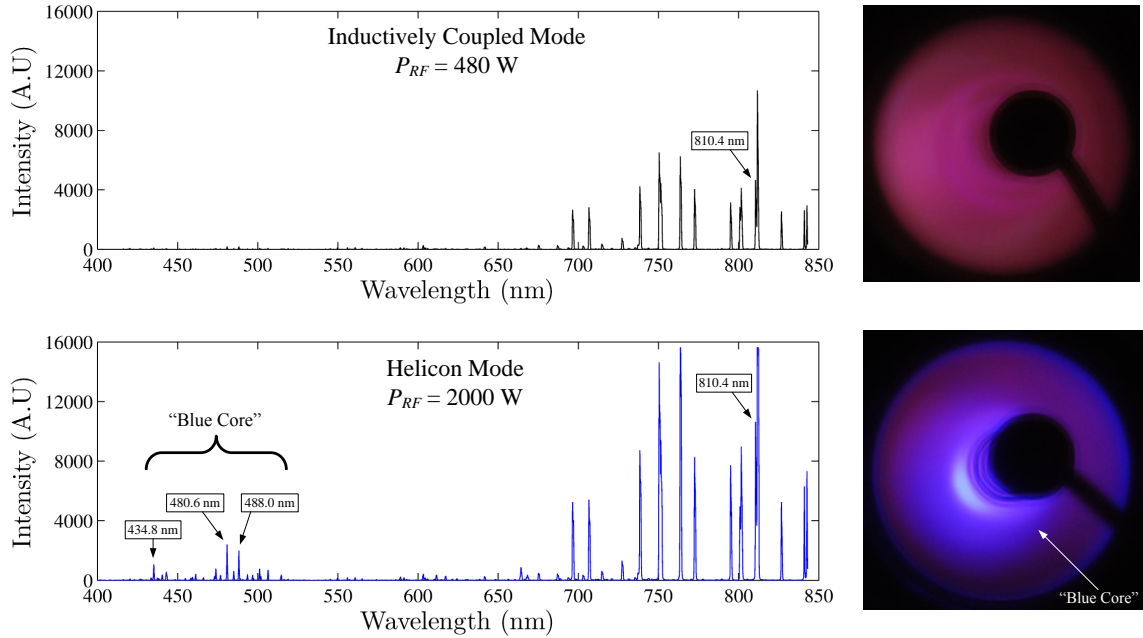 Inductively Coupled Mode
P_RF = 480 W
Intensity (A.U)
16000
12000
8000
4000
0
810.4 nm
400 450 500 550 600 650 700 750 800 850
Wavelength (nm)
Helicon Mode
P_RF = 2000 W
Intensity (A.U)
16000
12000
8000
4000
0
“Blue Core”
434.8 nm
480.6 nm
488.0 nm
810.4 nm
400 450 500 550 600 650 700 750 800 850
Wavelength (nm)
“Blue Core”